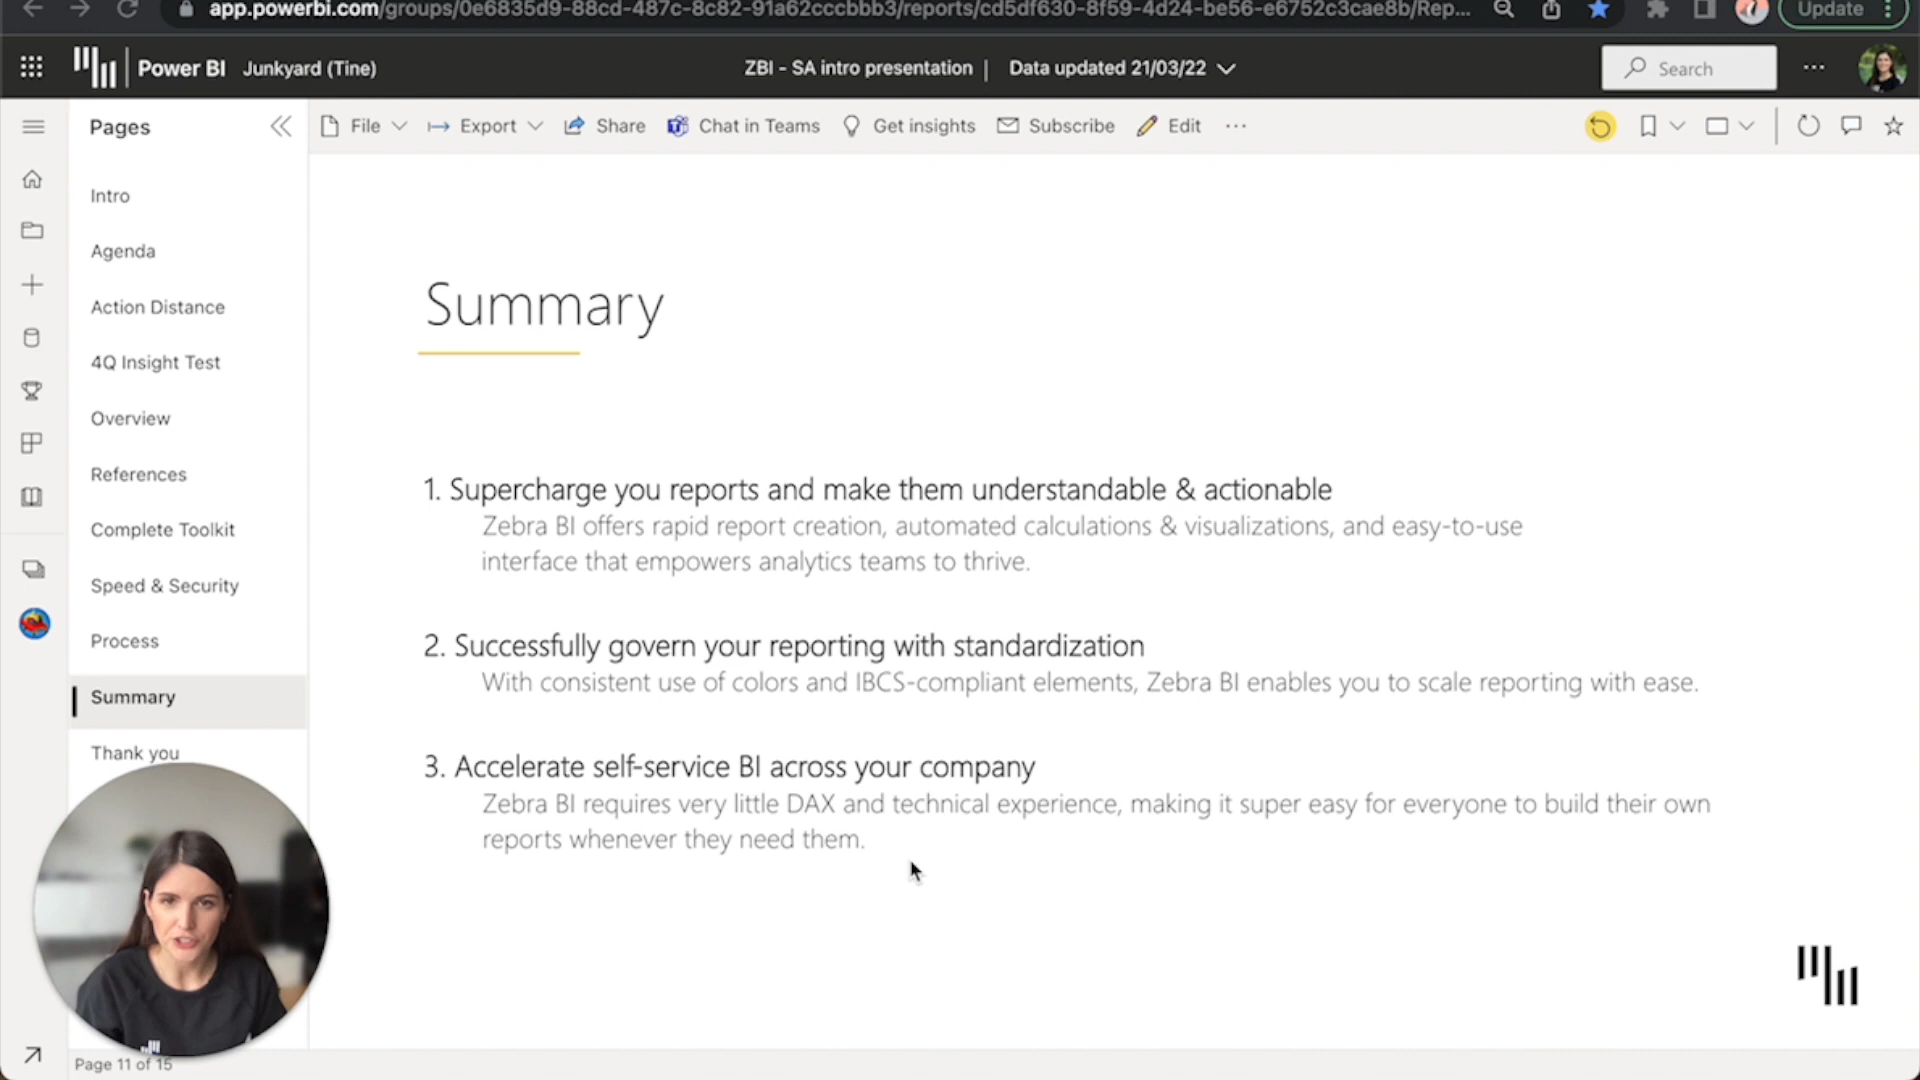 app.powerbi.com/groups/0e6835d9-88cd-487c-8c82-91a62cccbbb3/reports/cd5df630-8f59-4d24-be56-e6752c3cae8b/Rep...
Update
Power BI Junkyard (Tine)
ZBI - SA intro presentation | Data updated 21/03/22
Search
Pages
File Export Share Chat in Teams Get insights Subscribe Edit
Intro
Agenda
Action Distance
4Q Insight Test
Overview
References
Complete Toolkit
Speed & Security
Process
Summary
Thank you
Page 11 of 15
Summary
1. Supercharge you reports and make them understandable & actionable
Zebra BI offers rapid report creation, automated calculations & visualizations, and easy-to-use
interface that empowers analytics teams to thrive.
2. Successfully govern your reporting with standardization
With consistent use of colors and IBCS-compliant elements, Zebra BI enables you to scale reporting with ease.
3. Accelerate self-service BI across your company
Zebra BI requires very little DAX and technical experience, making it super easy for everyone to build their own
reports whenever they need them.